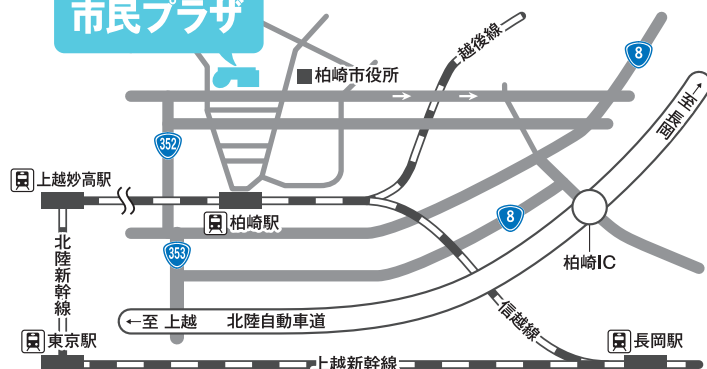 市民プラザ
柏崎市役所
越後線
8
至 長岡
352
上越妙高駅
柏崎駅
8
353
北陸新幹線
柏崎IC
←至 上越 北陸自動車道
信越線
東京駅
長岡駅
上越新幹線